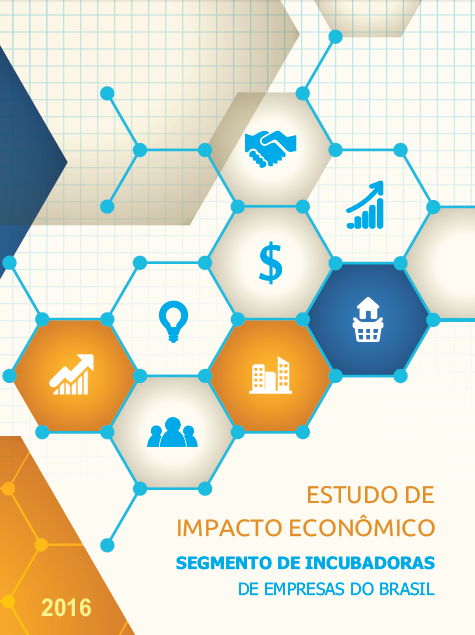 $
ESTUDO DE
IMPACTO ECONÔMICO
SEGMENTO DE INCUBADORAS
DE EMPRESAS DO BRASIL
2016